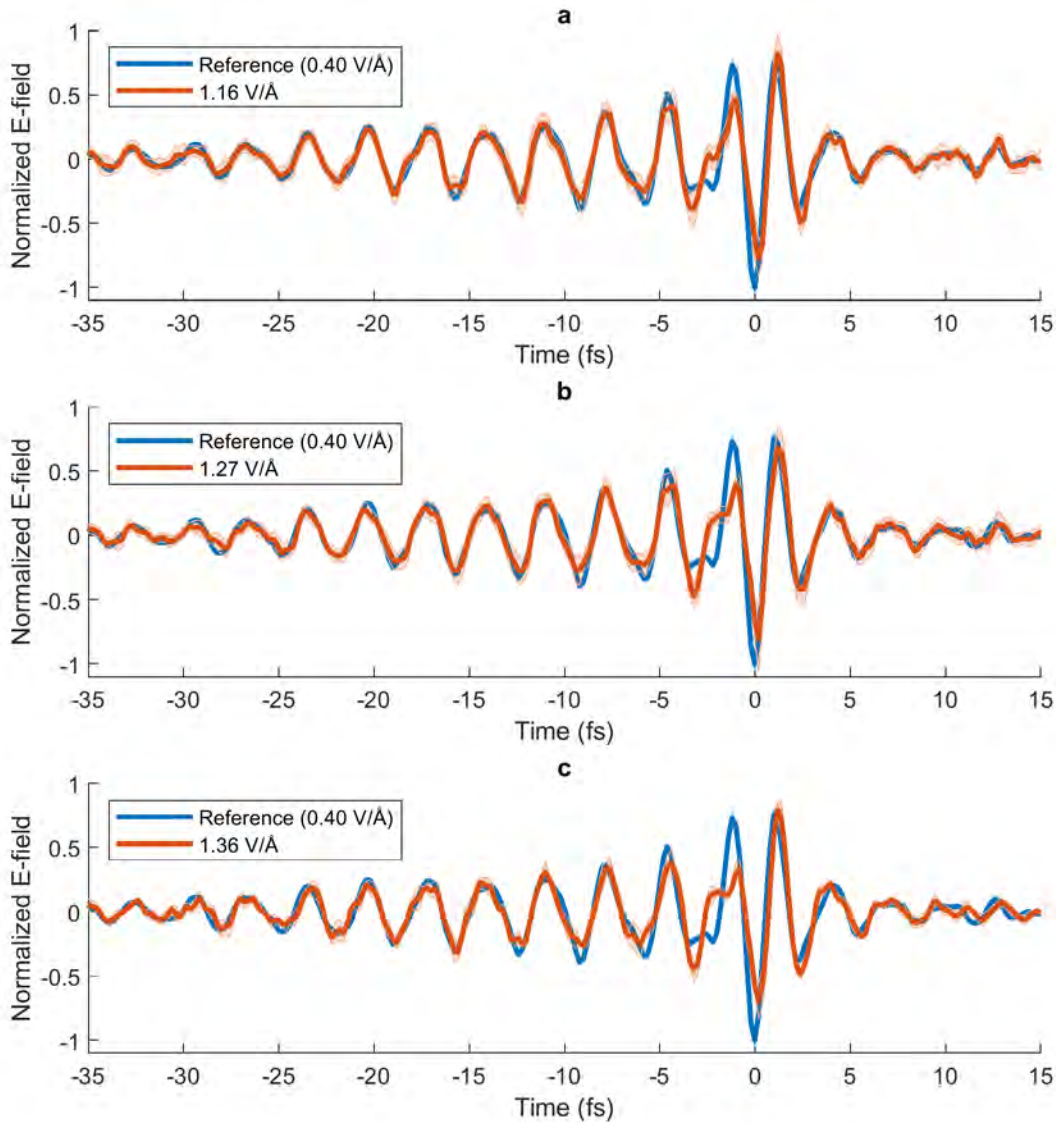 a
Normalized E-field
1
0.5
0
-0.5
-1
Reference (0.40 V/Å)
1.16 V/Å
-35 -30 -25 -20 -15 -10 -5 0 5 10 15
Time (fs)
b
Normalized E-field
1
0.5
0
-0.5
-1
Reference (0.40 V/Å)
1.27 V/Å
-35 -30 -25 -20 -15 -10 -5 0 5 10 15
Time (fs)
c
Normalized E-field
1
0.5
0
-0.5
-1
Reference (0.40 V/Å)
1.36 V/Å
-35 -30 -25 -20 -15 -10 -5 0 5 10 15
Time (fs)